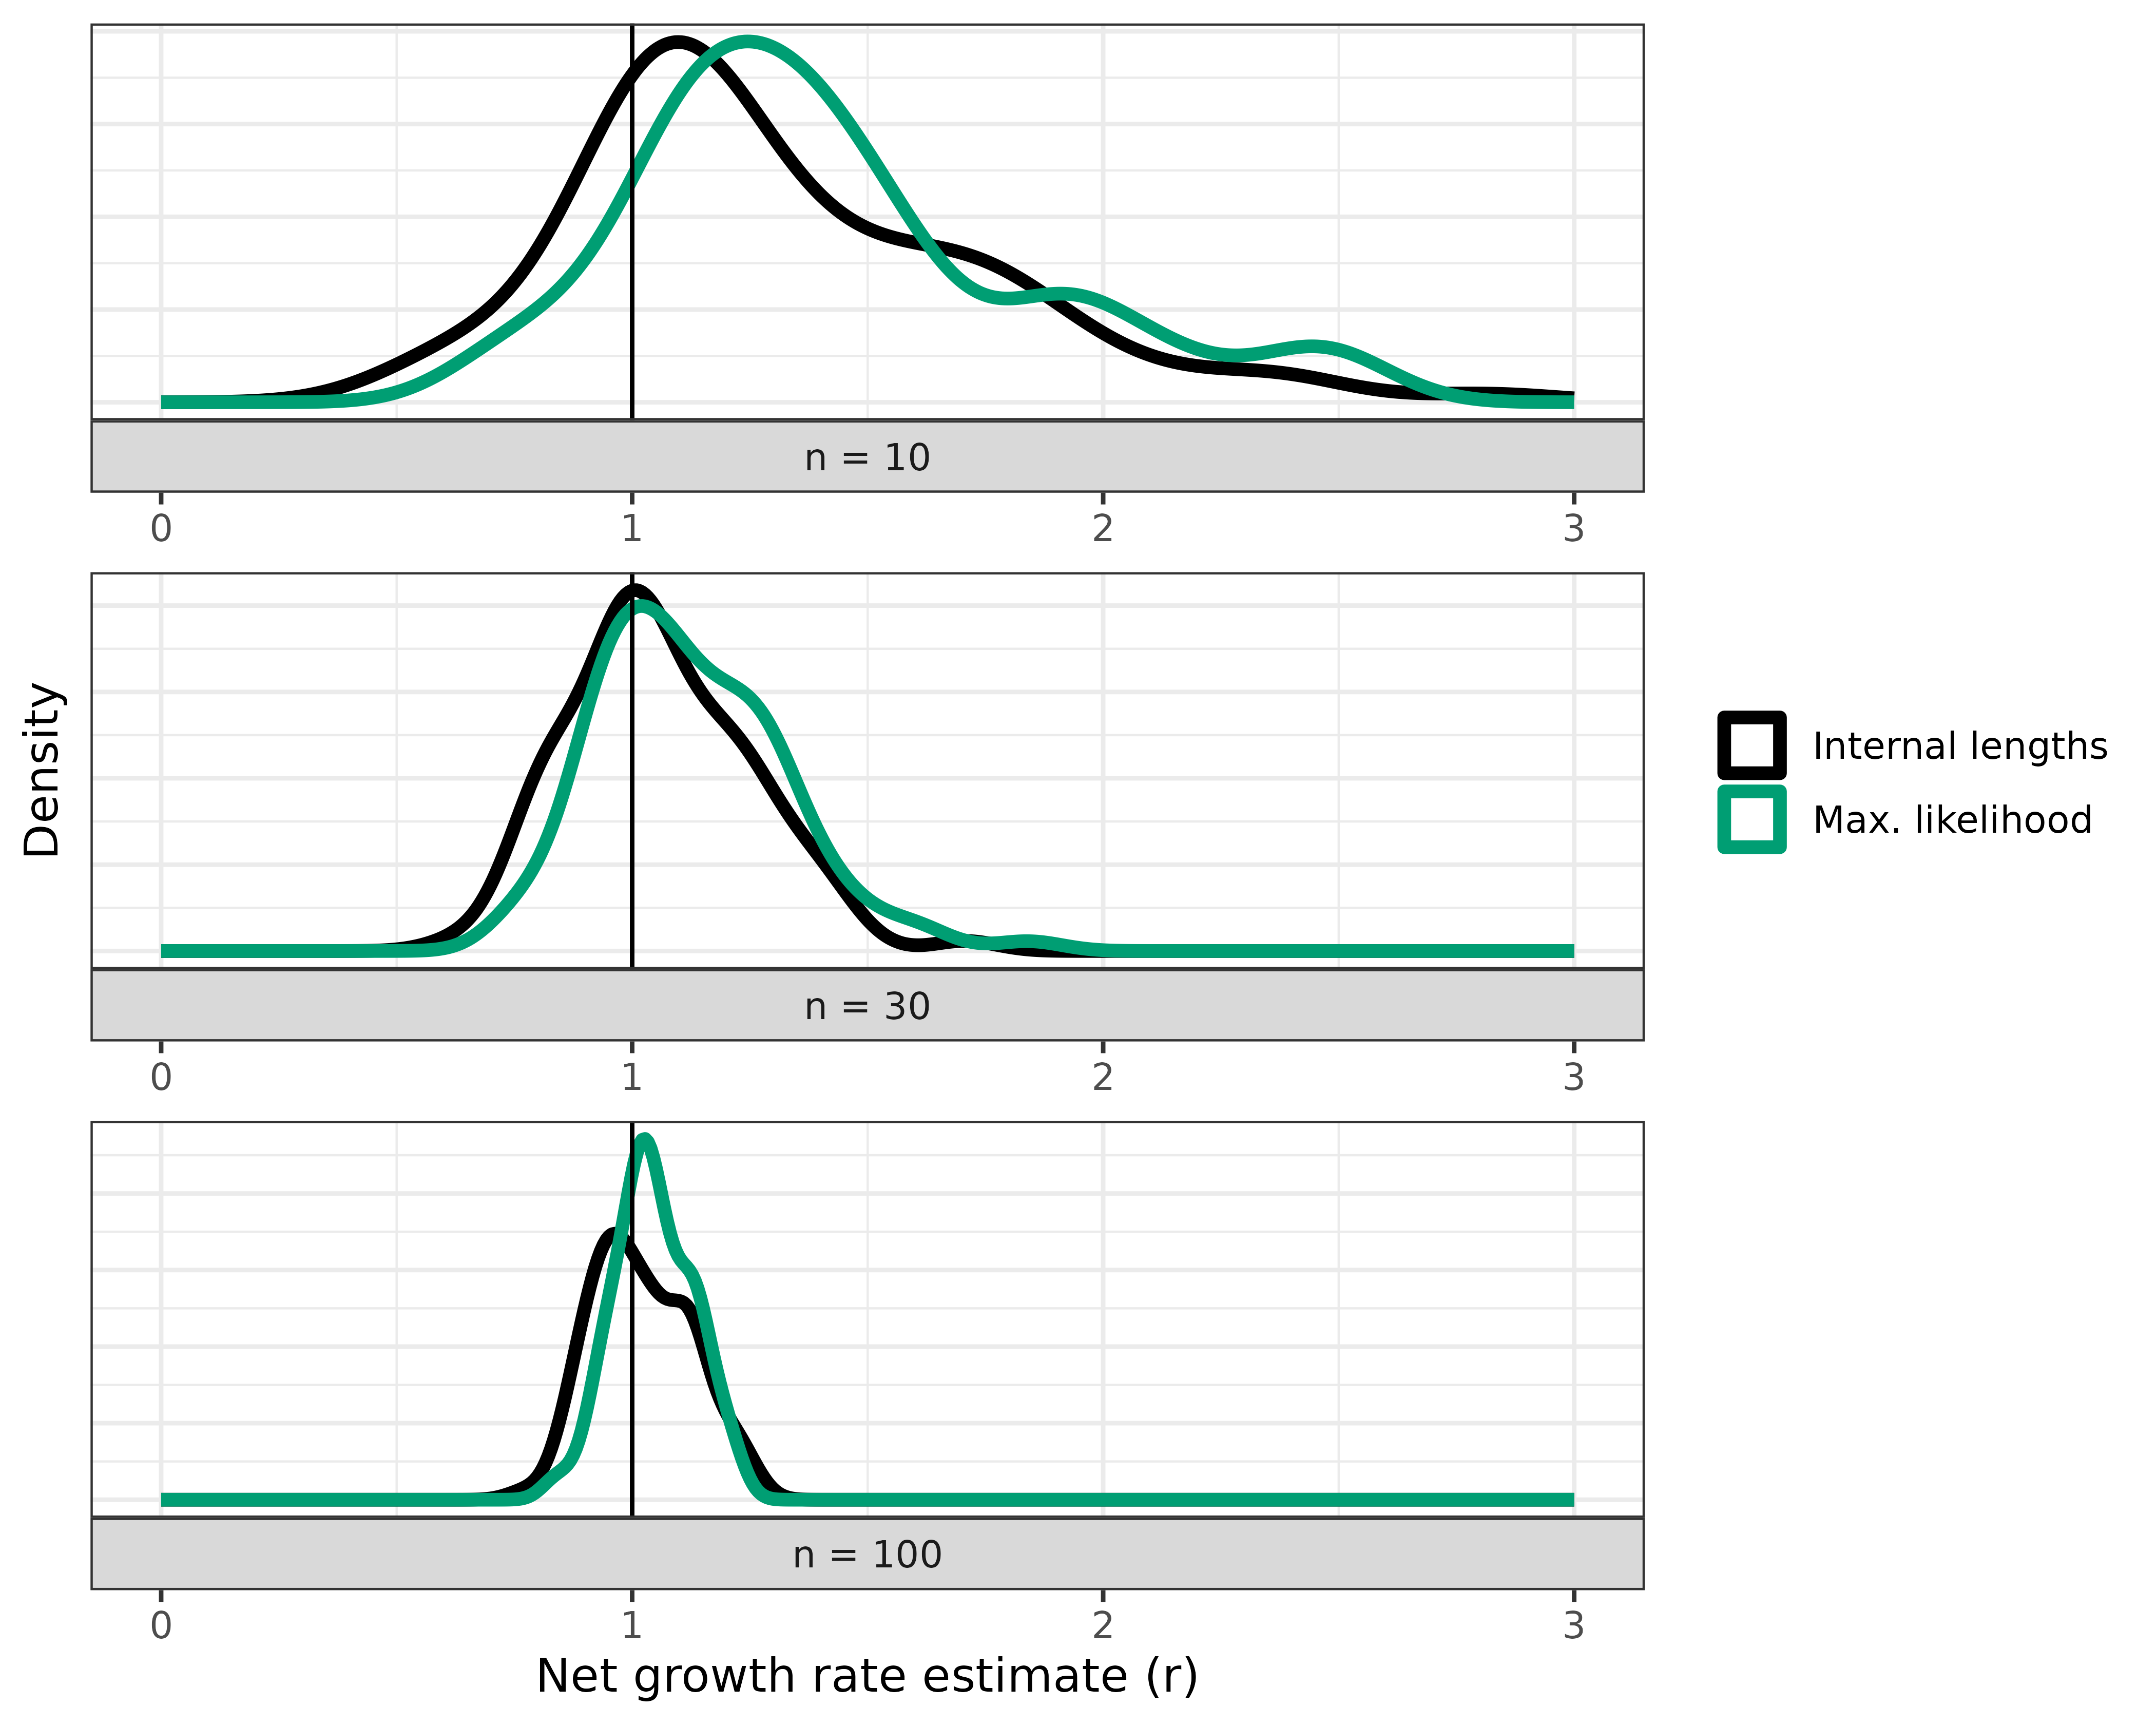 n = 10
0 1 2 3
n = 30
0 1 2 3
n = 100
0 1 2 3
Net growth rate estimate (r)
Density
Internal lengths
Max. likelihood